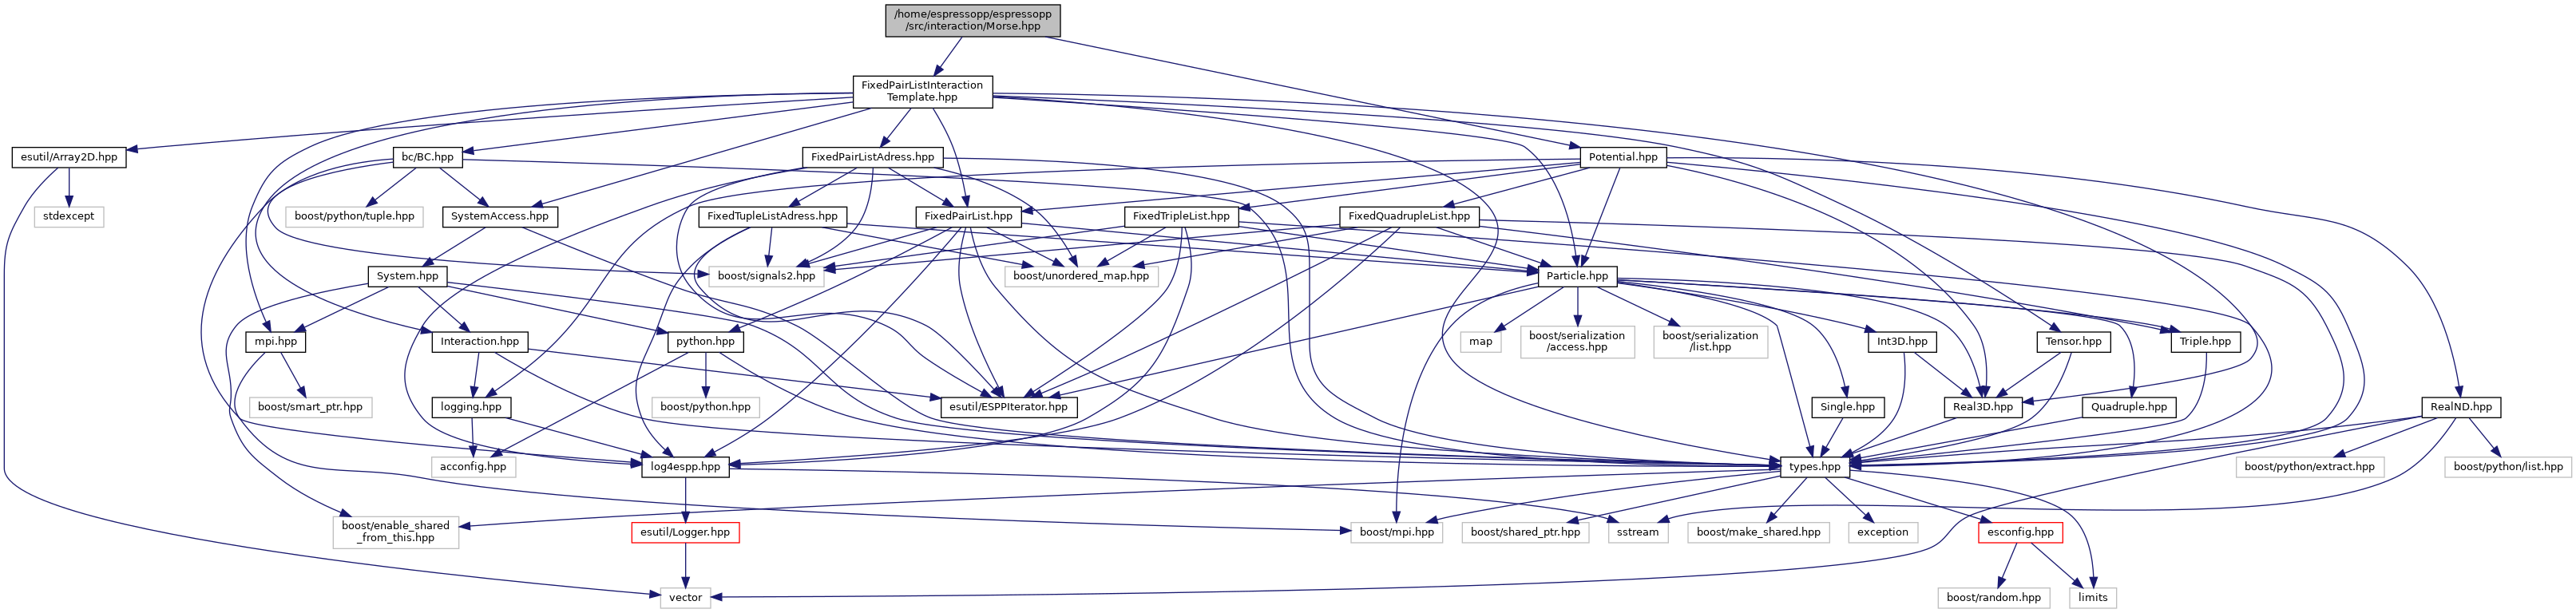 /home/espressopp/espressopp
/src/interaction/Morse.hpp
FixedPairListInteraction
Template.hpp
esutil/Array2D.hpp
bc/BC.hpp
FixedPairListAdress.hpp
Potential.hpp
stdexcept
boost/python/tuple.hpp
SystemAccess.hpp
FixedTupleListAdress.hpp
FixedPairList.hpp
FixedTripleList.hpp
FixedQuadrupleList.hpp
System.hpp
boost/signals2.hpp
boost/unordered_map.hpp
Particle.hpp
mpi.hpp
Interaction.hpp
python.hpp
map
boost/serialization
/access.hpp
boost/serialization
/list.hpp
Int3D.hpp
Tensor.hpp
Triple.hpp
boost/smart_ptr.hpp
logging.hpp
boost/python.hpp
esutil/ESPPIterator.hpp
Single.hpp
Real3D.hpp
Quadruple.hpp
RealND.hpp
acconfig.hpp
log4espp.hpp
types.hpp
boost/python/extract.hpp
boost/python/list.hpp
boost/enable_shared
_from_this.hpp
esutil/Logger.hpp
boost/mpi.hpp
boost/shared_ptr.hpp
sstream
boost/make_shared.hpp
exception
esconfig.hpp
vector
boost/random.hpp
limits